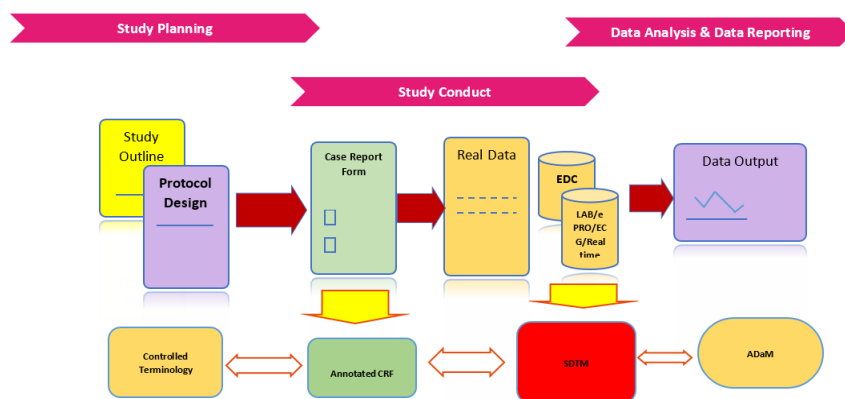 Study Planning
Data Analysis & Data Reporting
Study Conduct
Study
Outline
Protocol
Design
Case Report
Form
Real Data
EDC
LAB/e
PRO/EC
G/Real
time
Data Output
Controlled
Terminology
Annotated CRF
SDTM
ADaM